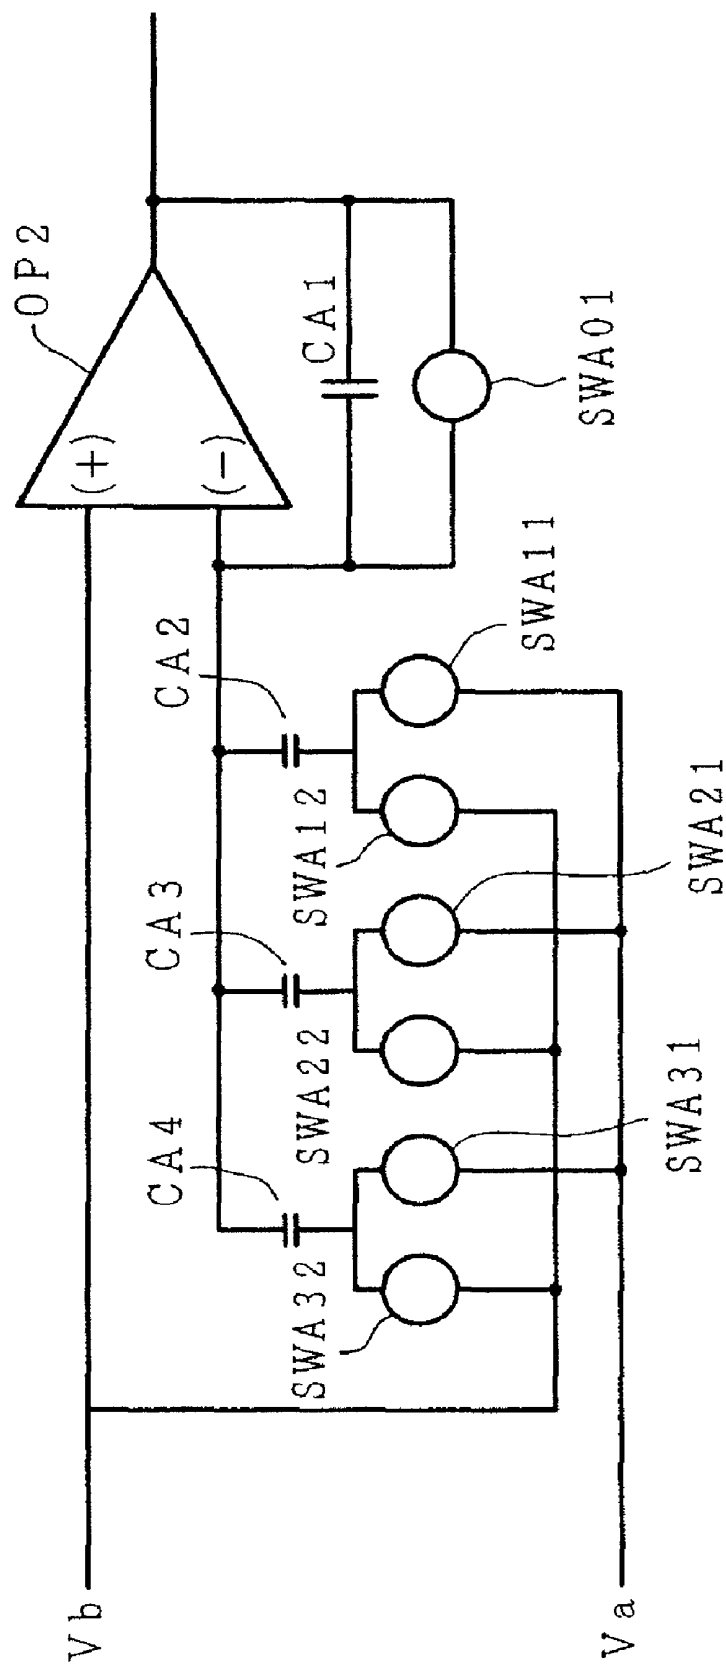 OP2
(+)
(-)
CA1
SWA01
CA2
SWA11
SWA12
CA3
SWA21
SWA22
CA4
SWA31
SWA32
Vb
Va